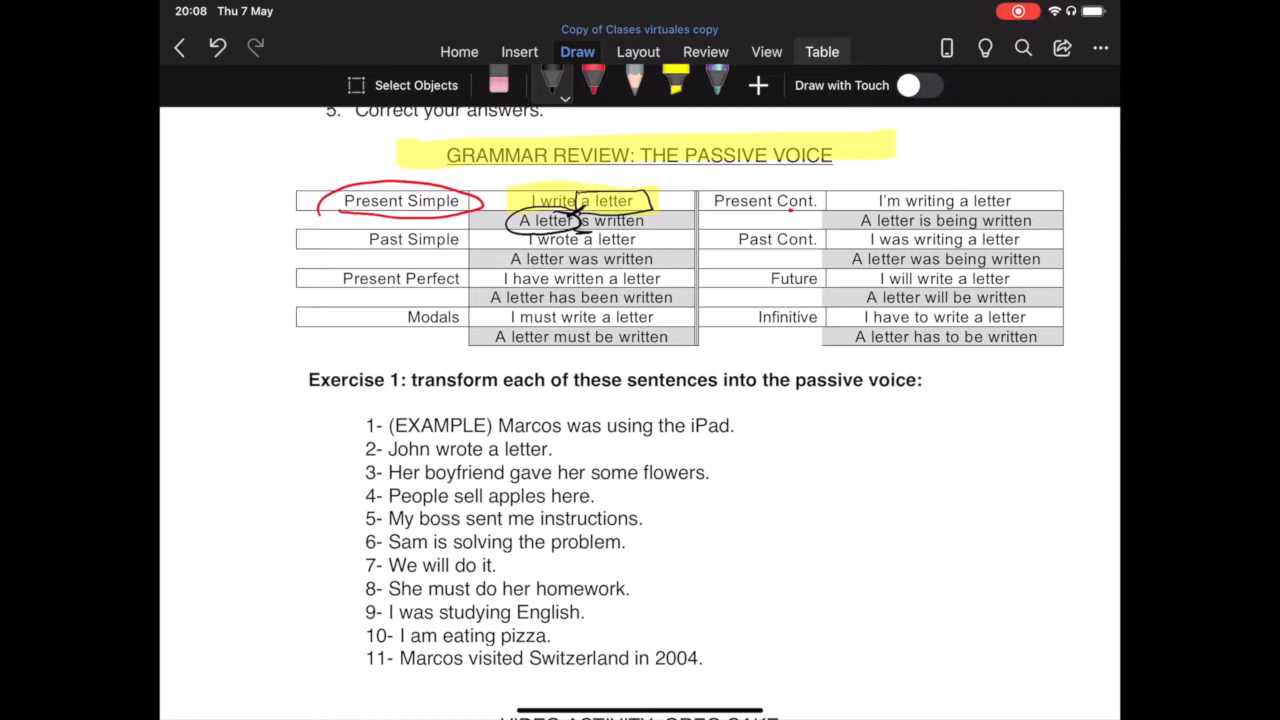 20:08 Thu 7 May
Copy of Clases virtuales copy
Home Insert Draw Layout Review View Table
Select Objects Draw with Touch
5. Correct your answers.
GRAMMAR REVIEW: THE PASSIVE VOICE
Present Simple I write a letter Present Cont. I'm writing a letter
A letter is written A letter is being written
Past Simple I wrote a letter Past Cont. I was writing a letter
A letter was written A letter was being written
Present Perfect I have written a letter Future I will write a letter
A letter has been written A letter will be written
Modals I must write a letter Infinitive I have to write a letter
A letter must be written A letter has to be written
Exercise 1: transform each of these sentences into the passive voice:
1- (EXAMPLE) Marcos was using the iPad.
2- John wrote a letter.
3- Her boyfriend gave her some flowers.
4- People sell apples here.
5- My boss sent me instructions.
6- Sam is solving the problem.
7- We will do it.
8- She must do her homework.
9- I was studying English.
10- I am eating pizza.
11- Marcos visited Switzerland in 2004.
VIDEO ACTIVITY: GREG CAKE